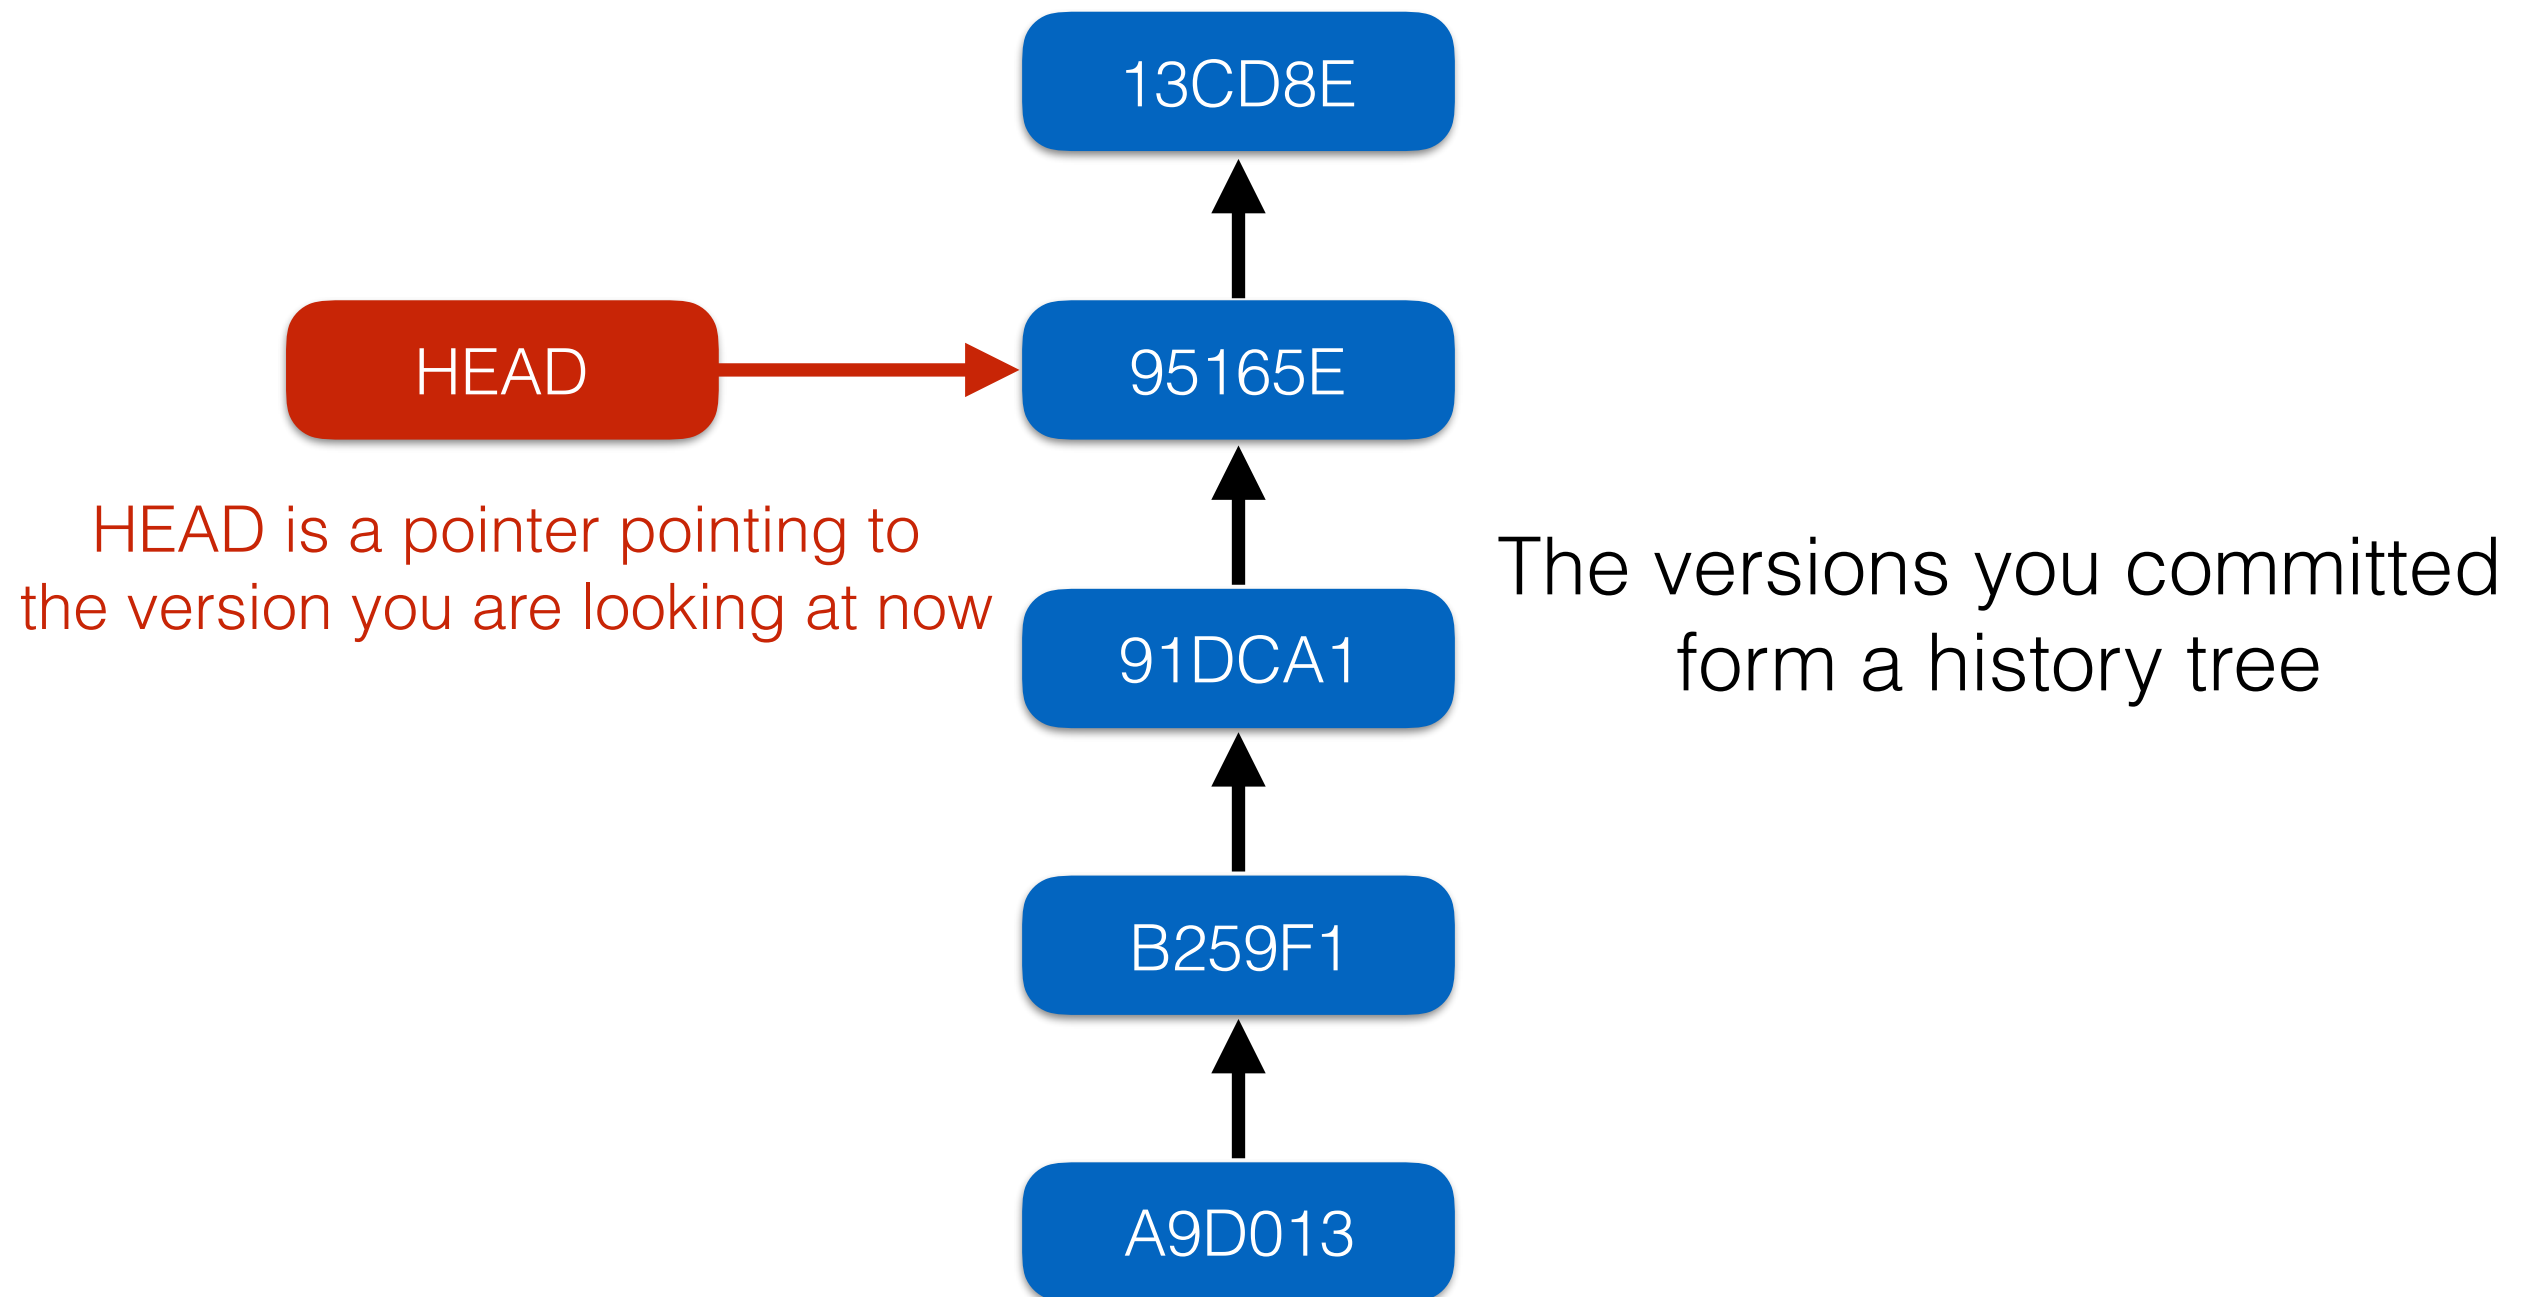 13CD8E
HEAD
95165E
HEAD is a pointer pointing to
the version you are looking at now
91DCA1
The versions you committed
form a history tree
B259F1
A9D013